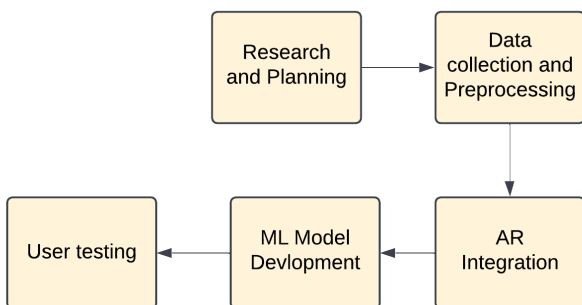 Research
and Planning
Data
collection and
Preprocessing
AR
Integration
ML Model
Devlopment
User testing